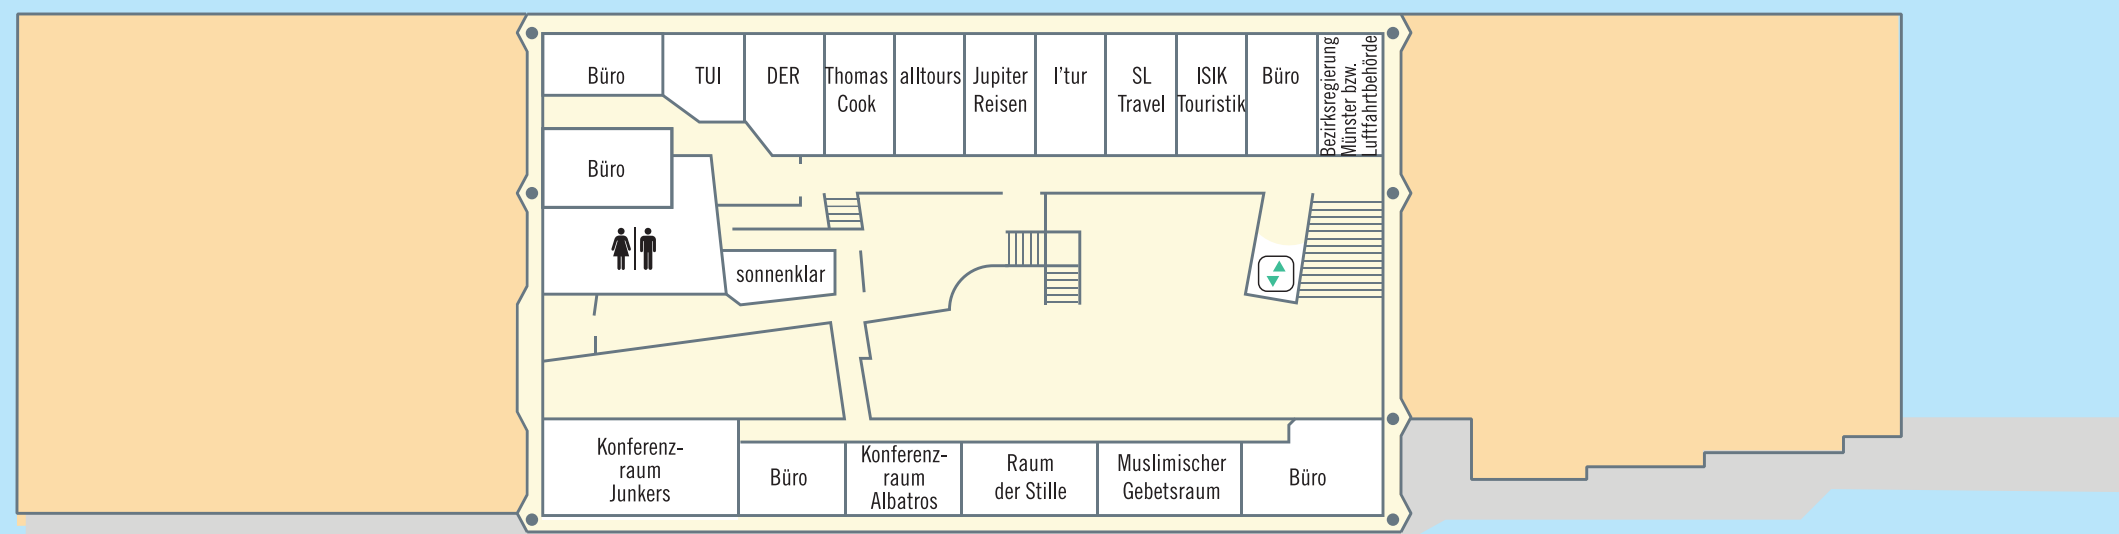 Büro
TUI
DER
Thomas
Cook
alltours
Jupiter
Reisen
l'tur
SL
Travel
ISIK
Touristik
Büro
Bezirksregierung
Münster bzw.
Luftfahrtbehörde
Büro
sonnenklar
Konferenz-
raum
Junkers
Büro
Konferenz-
raum
Albatros
Raum
der Stille
Muslimischer
Gebetsraum
Büro